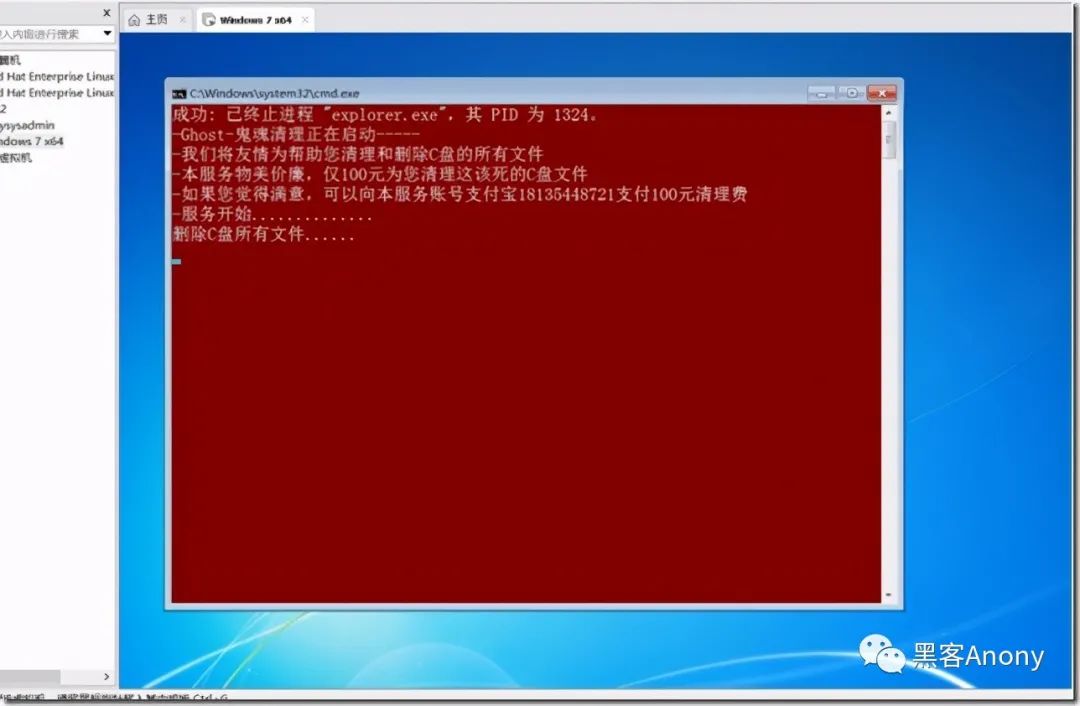 主页
Windows 7 x64
入内容进行搜索
d Hat Enterprise Linux
d Hat Enterprise Linux
2
ysysadmin
ndows 7 x64
虚拟机
C:\Windows\system32\cmd.exe
成功: 已终止进程 "explorer.exe"，其 PID 为 1324。
-Ghost-鬼魂清理正在启动-----
-我们将友情为帮助您清理和删除C盘的所有文件
-本服务物美价廉，仅100元为您清理这该死的C盘文件
-如果您觉得满意，可以向本服务账号支付宝18135448721支付100元清理费
-服务开始..............
删除C盘所有文件......
黑客Anony